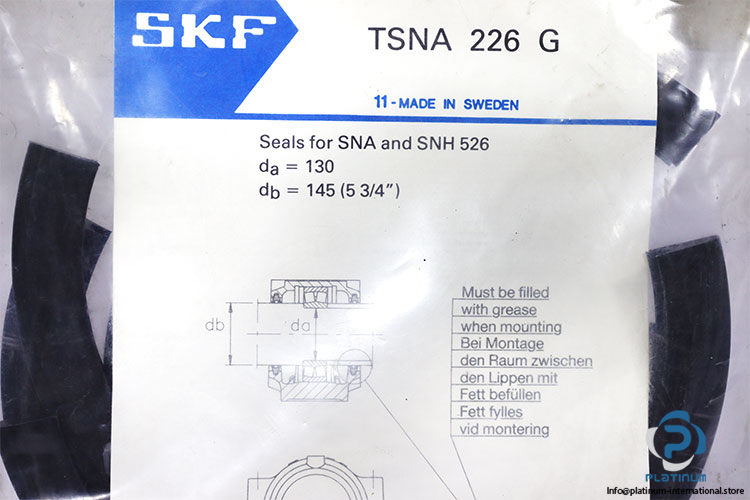 SKF
TSNA 226 G
11-MADE IN SWEDEN
Seals for SNA and SNH 526
da = 130
db = 145 (5 3/4")
db
da
Must be filled
with grease
when mounting
Bei Montage
den Raum zwischen
den Lippen mit
Fett befüllen
Fett fylles
vid montering
PLATINUM
Info@platinum-international.store